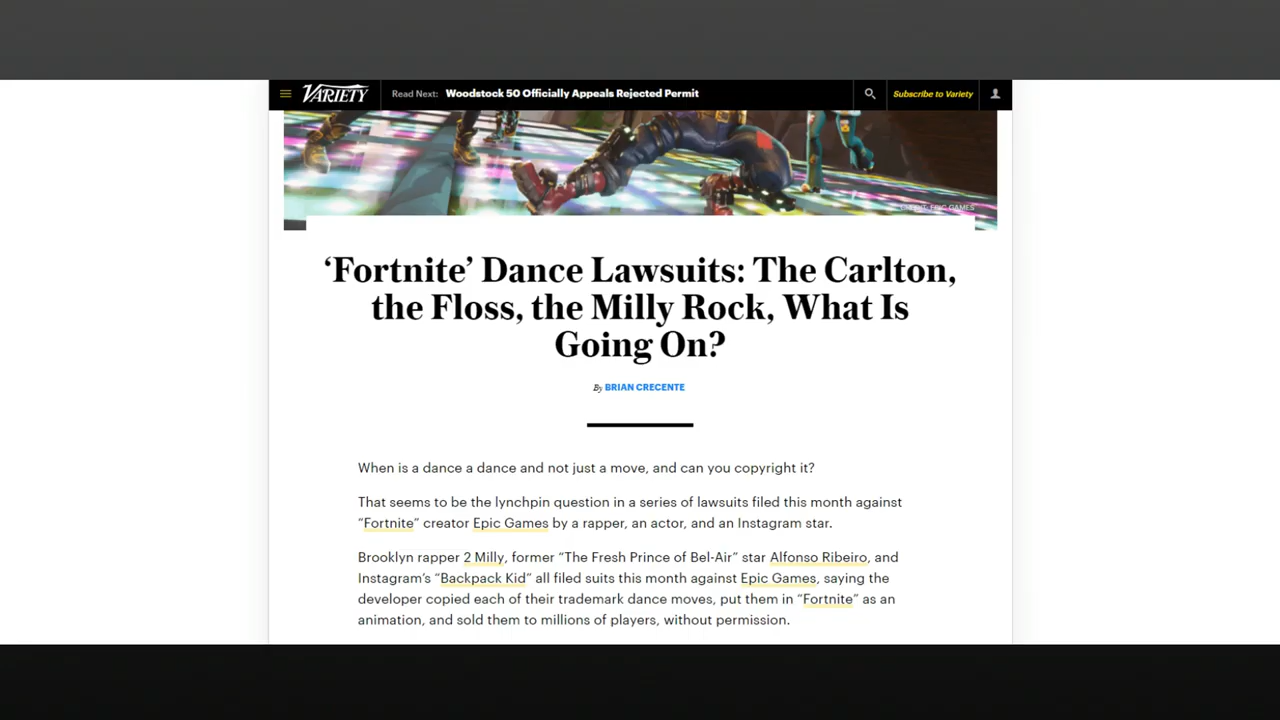 VARIETY
Read Next: Woodstock 50 Officially Appeals Rejected Permit
Subscribe to Variety
CREDIT: EPIC GAMES
‘Fortnite’ Dance Lawsuits: The Carlton,
the Floss, the Milly Rock, What Is
Going On?
By BRIAN CRECENTE
When is a dance a dance and not just a move, and can you copyright it?
That seems to be the lynchpin question in a series of lawsuits filed this month against
“Fortnite” creator Epic Games by a rapper, an actor, and an Instagram star.
Brooklyn rapper 2 Milly, former “The Fresh Prince of Bel-Air” star Alfonso Ribeiro, and
Instagram’s “Backpack Kid” all filed suits this month against Epic Games, saying the
developer copied each of their trademark dance moves, put them in “Fortnite” as an
animation, and sold them to millions of players, without permission.